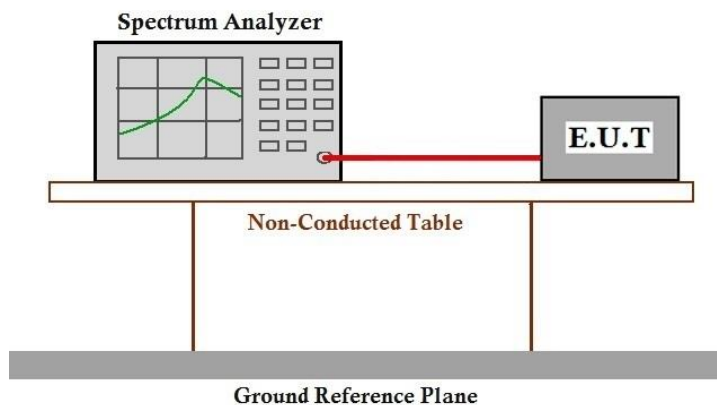 Spectrum Analyzer
E.U.T
Non-Conducted Table
Ground Reference Plane